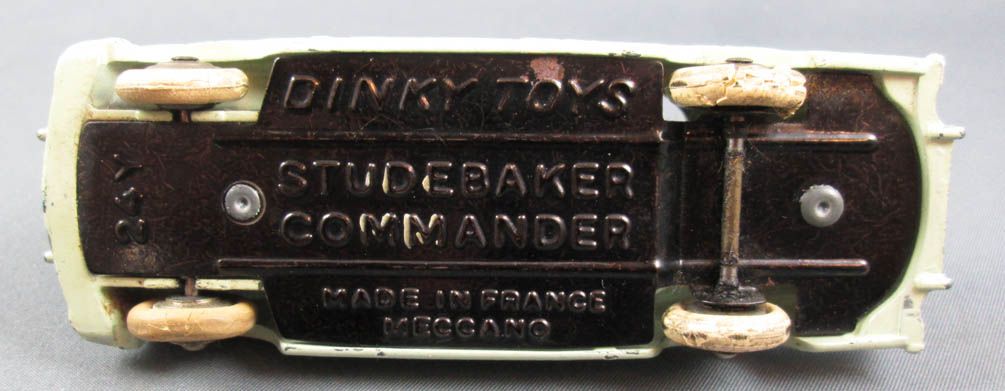 DINKY TOYS
24Y
STUDEBAKER
COMMANDER
MADE IN FRANCE
MECCANO